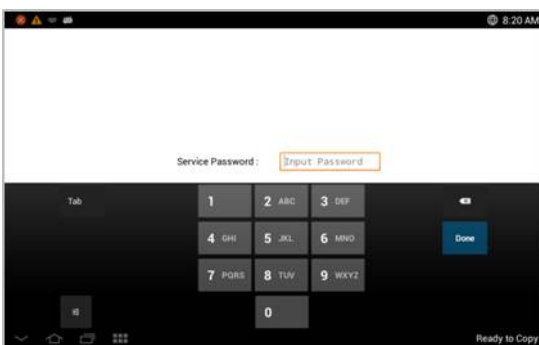 8:20 AM
Service Password : Input Password
Tab 1 2 ABC 3 DEF
4 GHI 5 JKL 6 MNO Done
7 PQRS 8 TUV 9 WXYZ
0
Ready to Copy